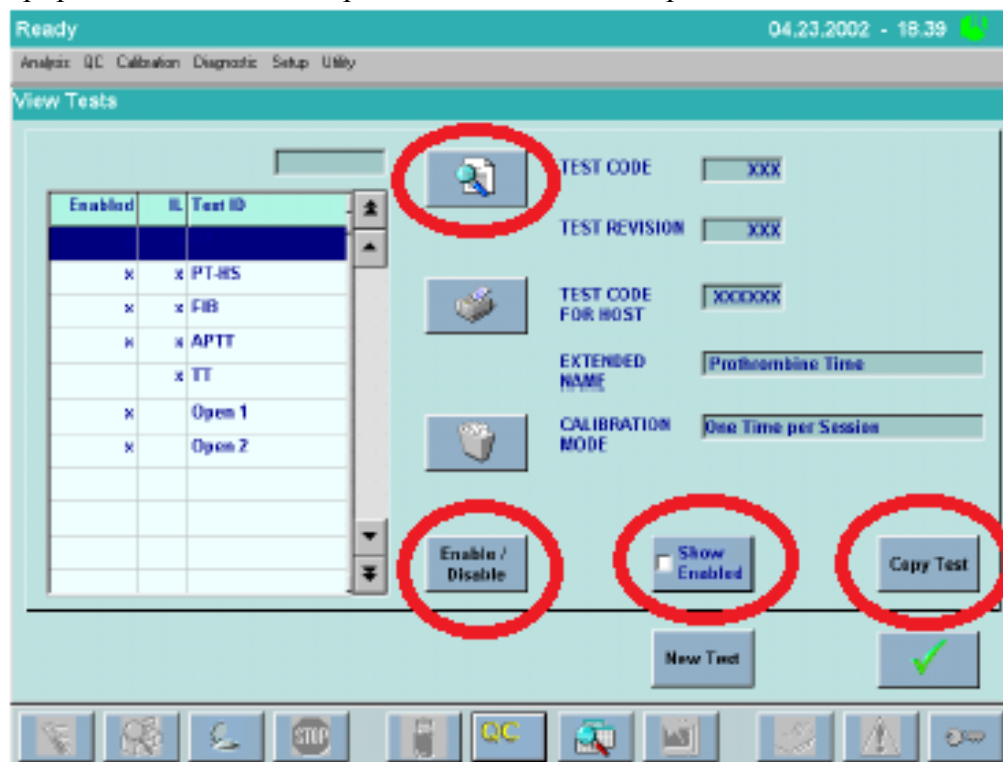 Ready 04.23.2002 - 18.39
Analysis QC Calibration Diagnostic Setup Utility
View Tests
TEST CODE XXX
Enabled IL Test ID
TEST REVISION XXX
x x PT-HS
x x FIB
TEST CODE FOR HOST XXXXXXX
x x APTT
x TT
EXTENDED NAME Prothrombine Time
x Open 1
x Open 2
CALIBRATION MODE One Time per Session
Enable / Disable
Show Enabled
Copy Test
New Test
STOP
QC